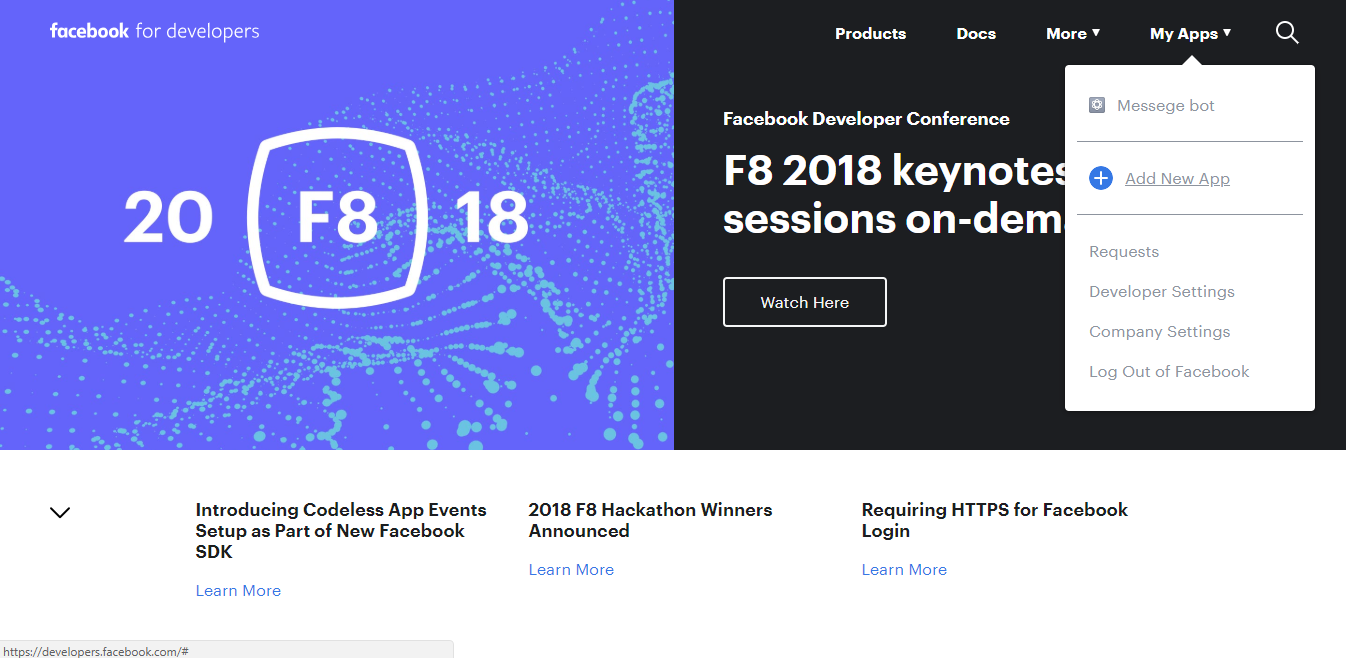 facebook for developers
Products
Docs
More
My Apps
20 F8 18
Facebook Developer Conference
F8 2018 keynotes
sessions on-dem
Watch Here
Messege bot
Add New App
Requests
Developer Settings
Company Settings
Log Out of Facebook
Introducing Codeless App Events
Setup as Part of New Facebook
SDK
Learn More
2018 F8 Hackathon Winners
Announced
Learn More
Requiring HTTPS for Facebook
Login
Learn More
https://developers.facebook.com/#